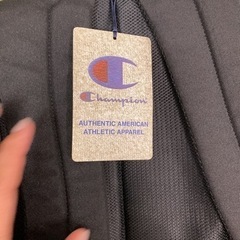 Champion
AUTHENTIC AMERICAN
ATHLETIC APPAREL